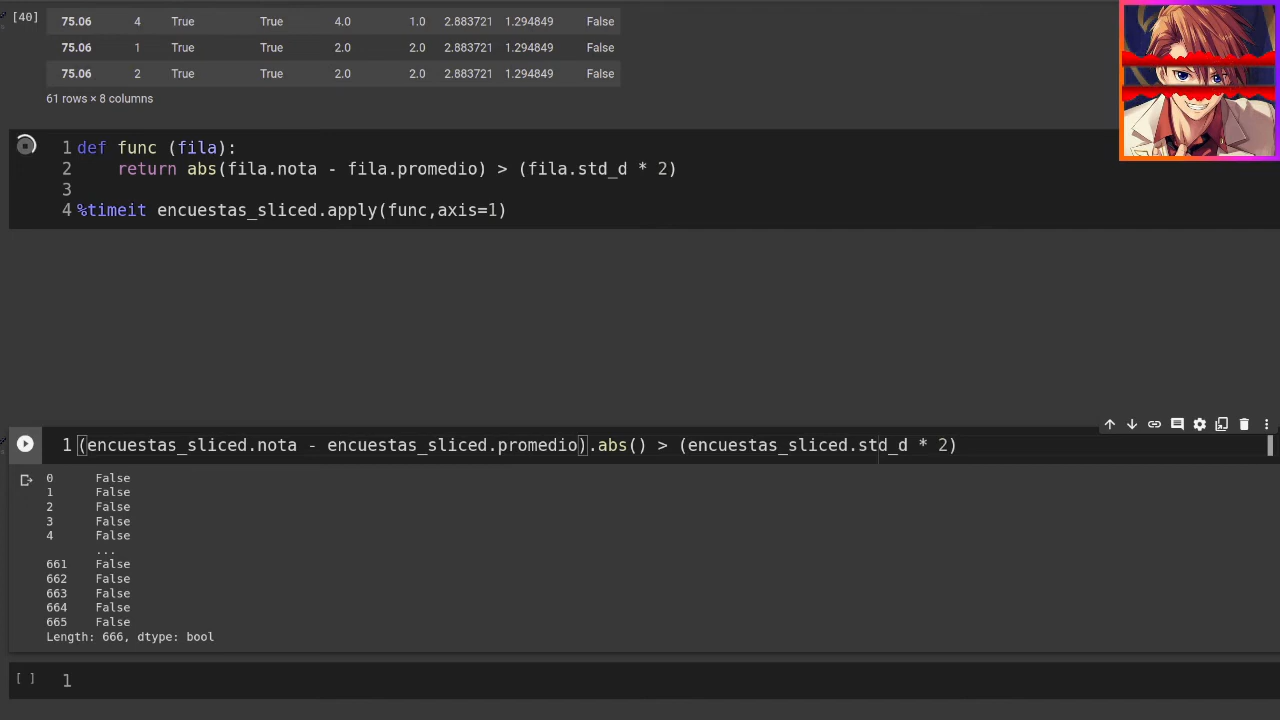 [40] 75.06 4 True True 4.0 1.0 2.883721 1.294849 False
75.06 1 True True 2.0 2.0 2.883721 1.294849 False
75.06 2 True True 2.0 2.0 2.883721 1.294849 False
61 rows × 8 columns
1 def func (fila):
2 return abs(fila.nota - fila.promedio) > (fila.std_d * 2)
3
4 %timeit encuestas_sliced.apply(func,axis=1)
1 (encuestas_sliced.nota - encuestas_sliced.promedio).abs() > (encuestas_sliced.std_d * 2)
0 False
1 False
2 False
3 False
4 False
...
661 False
662 False
663 False
664 False
665 False
Length: 666, dtype: bool
[ ] 1